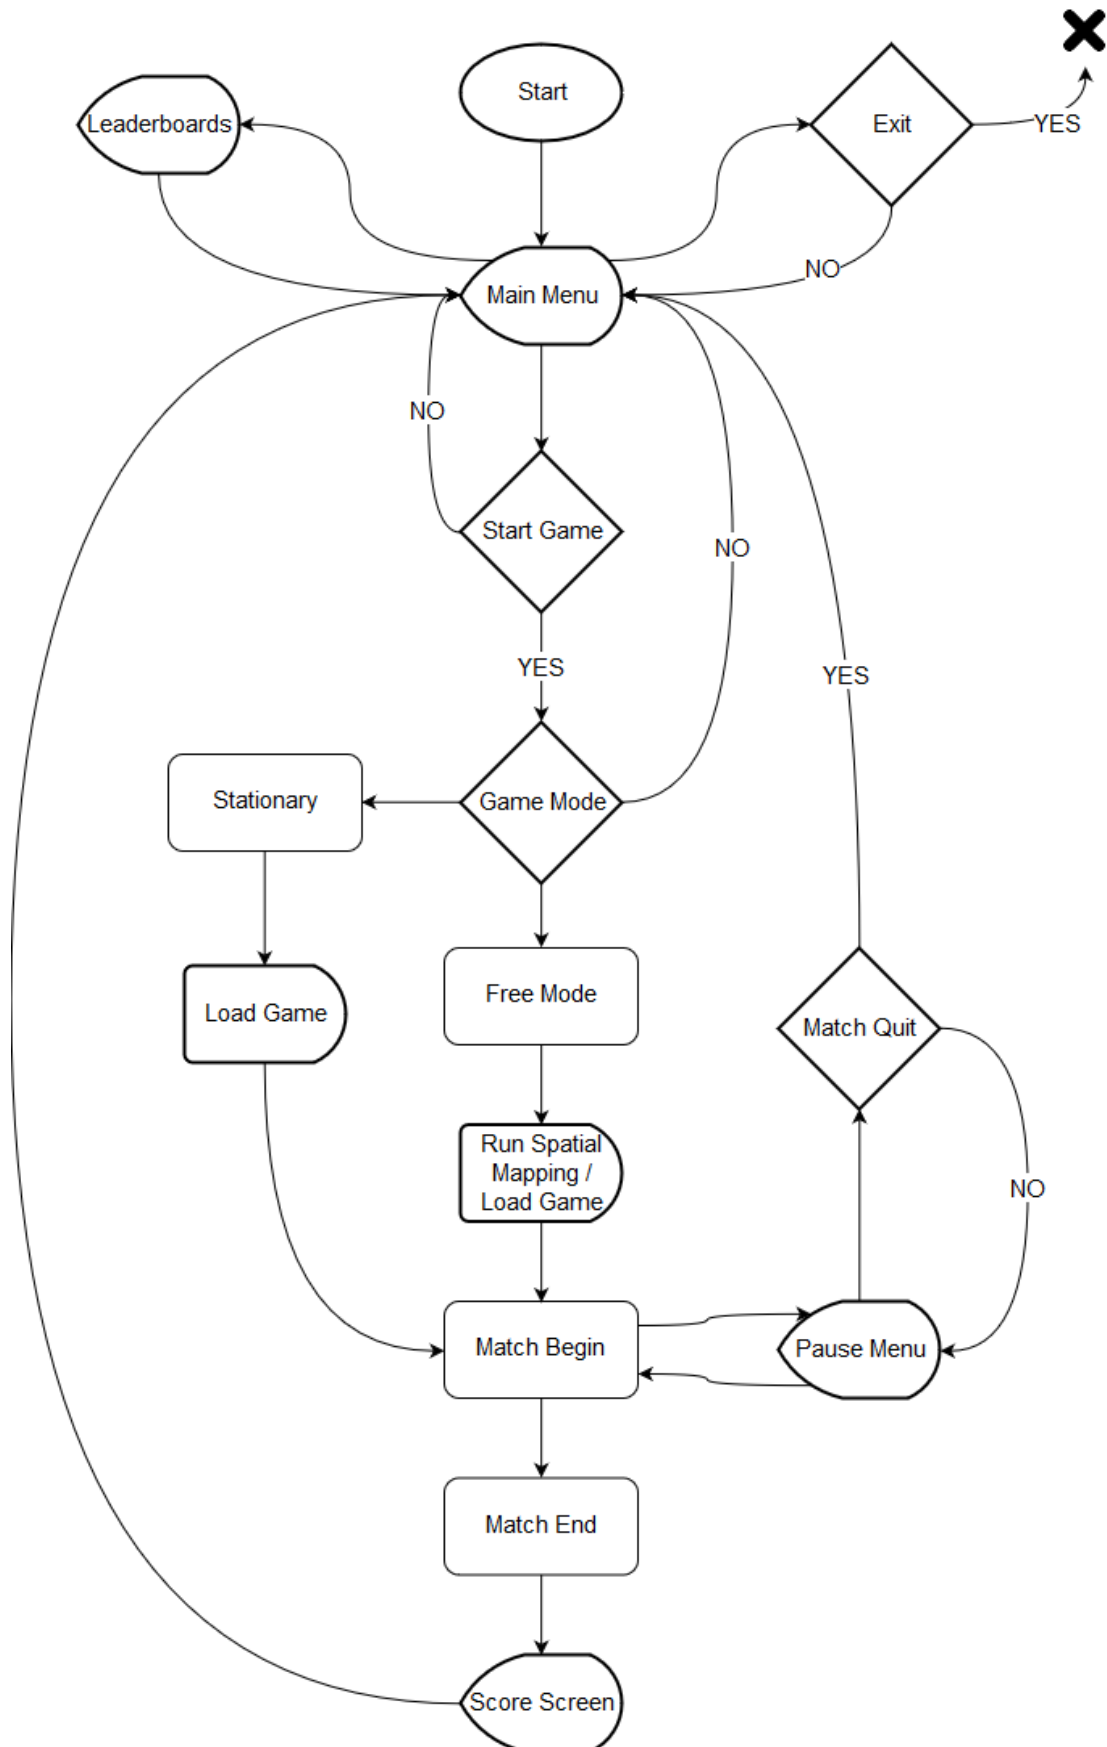 Start
Leaderboards
Exit
YES
NO
Main Menu
NO
Start Game
NO
YES
YES
Stationary
Game Mode
Load Game
Free Mode
Match Quit
Run Spatial
Mapping /
Load Game
NO
Match Begin
Pause Menu
Match End
Score Screen